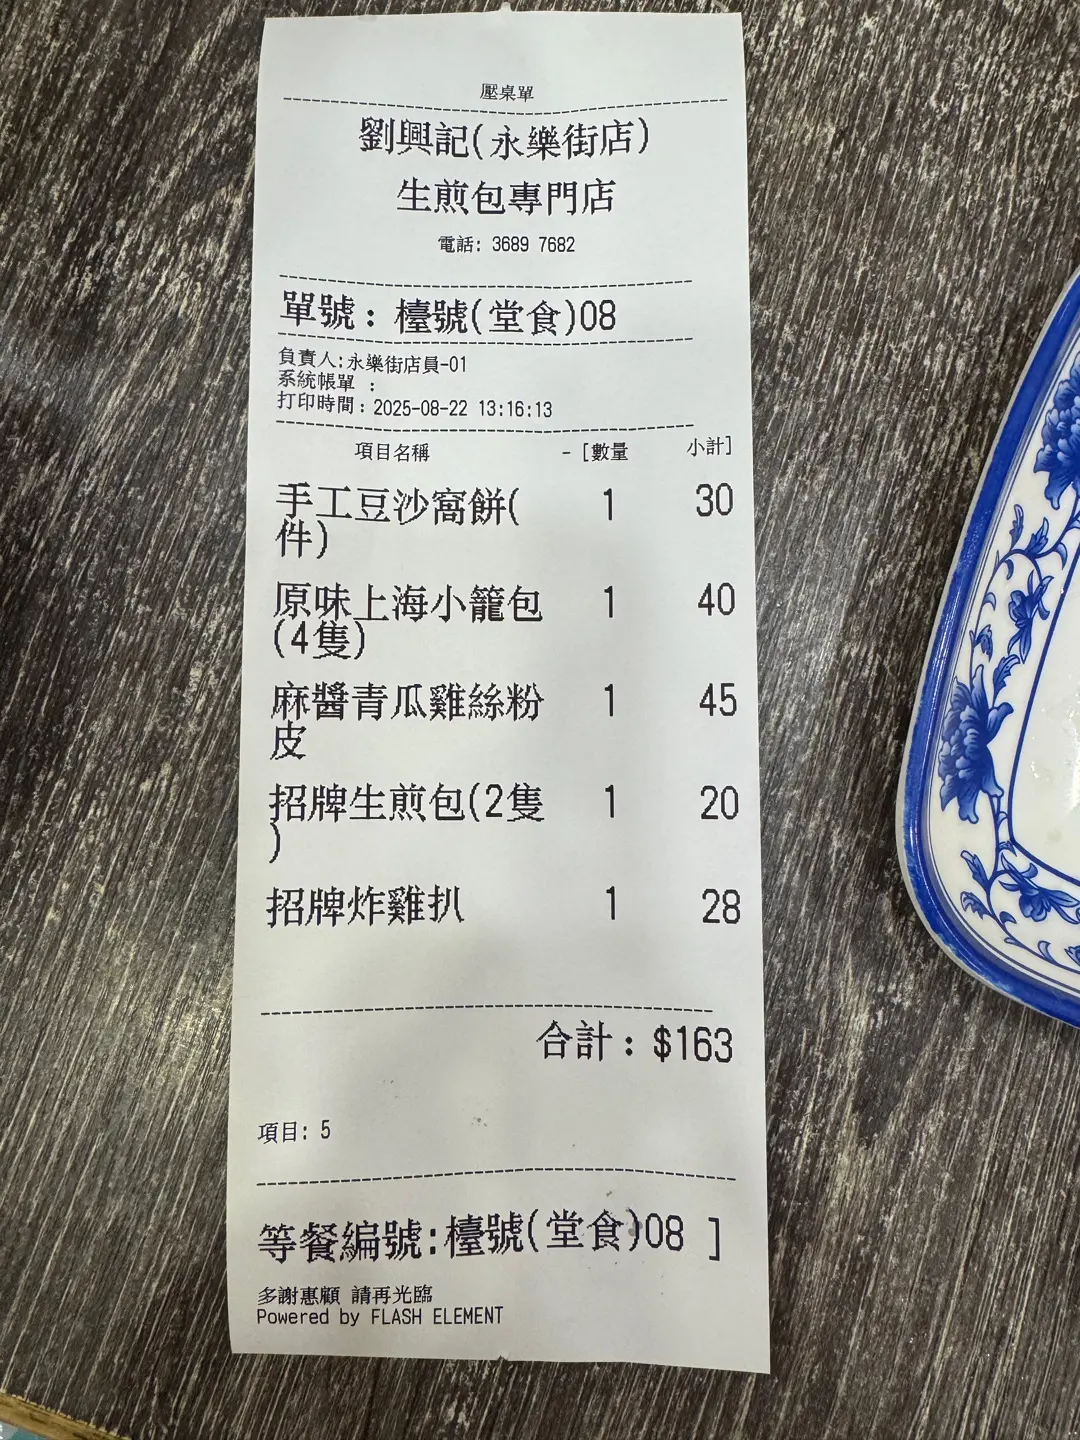 壓桌單
劉興記(永樂街店)
生煎包專門店
電話: 3689 7682
單號: 檯號(堂食)08
負責人:永樂街店員-01
系統帳單 :
打印時間: 2025-08-22 13:16:13
項目名稱 - [數量 小計]
手工豆沙窩餅( 1 30
件)
原味上海小籠包 1 40
(4隻)
麻醬青瓜雞絲粉 1 45
皮
招牌生煎包(2隻 1 20
)
招牌炸雞扒 1 28
合計: $163
項目: 5
等餐編號:檯號(堂食)08 ]
多謝惠顧 請再光臨
Powered by FLASH ELEMENT